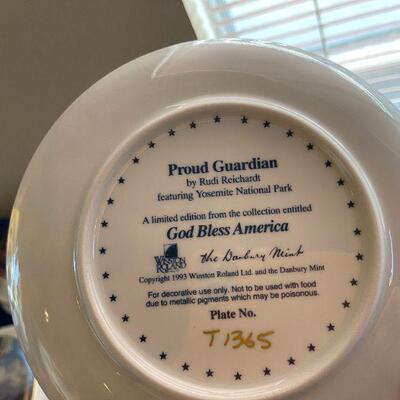 Proud Guardian
by Rudi Reichardt
featuring Yosemite National Park
A limited edition from the collection entitled
God Bless America
WINSTON
ROLAND
the Danbury Mint
Copyright 1993 Winston Roland Ltd. and the Danbury Mint
For decorative use only. Not to be used with food
due to metallic pigments which may be poisonous.
Plate No.
T1365